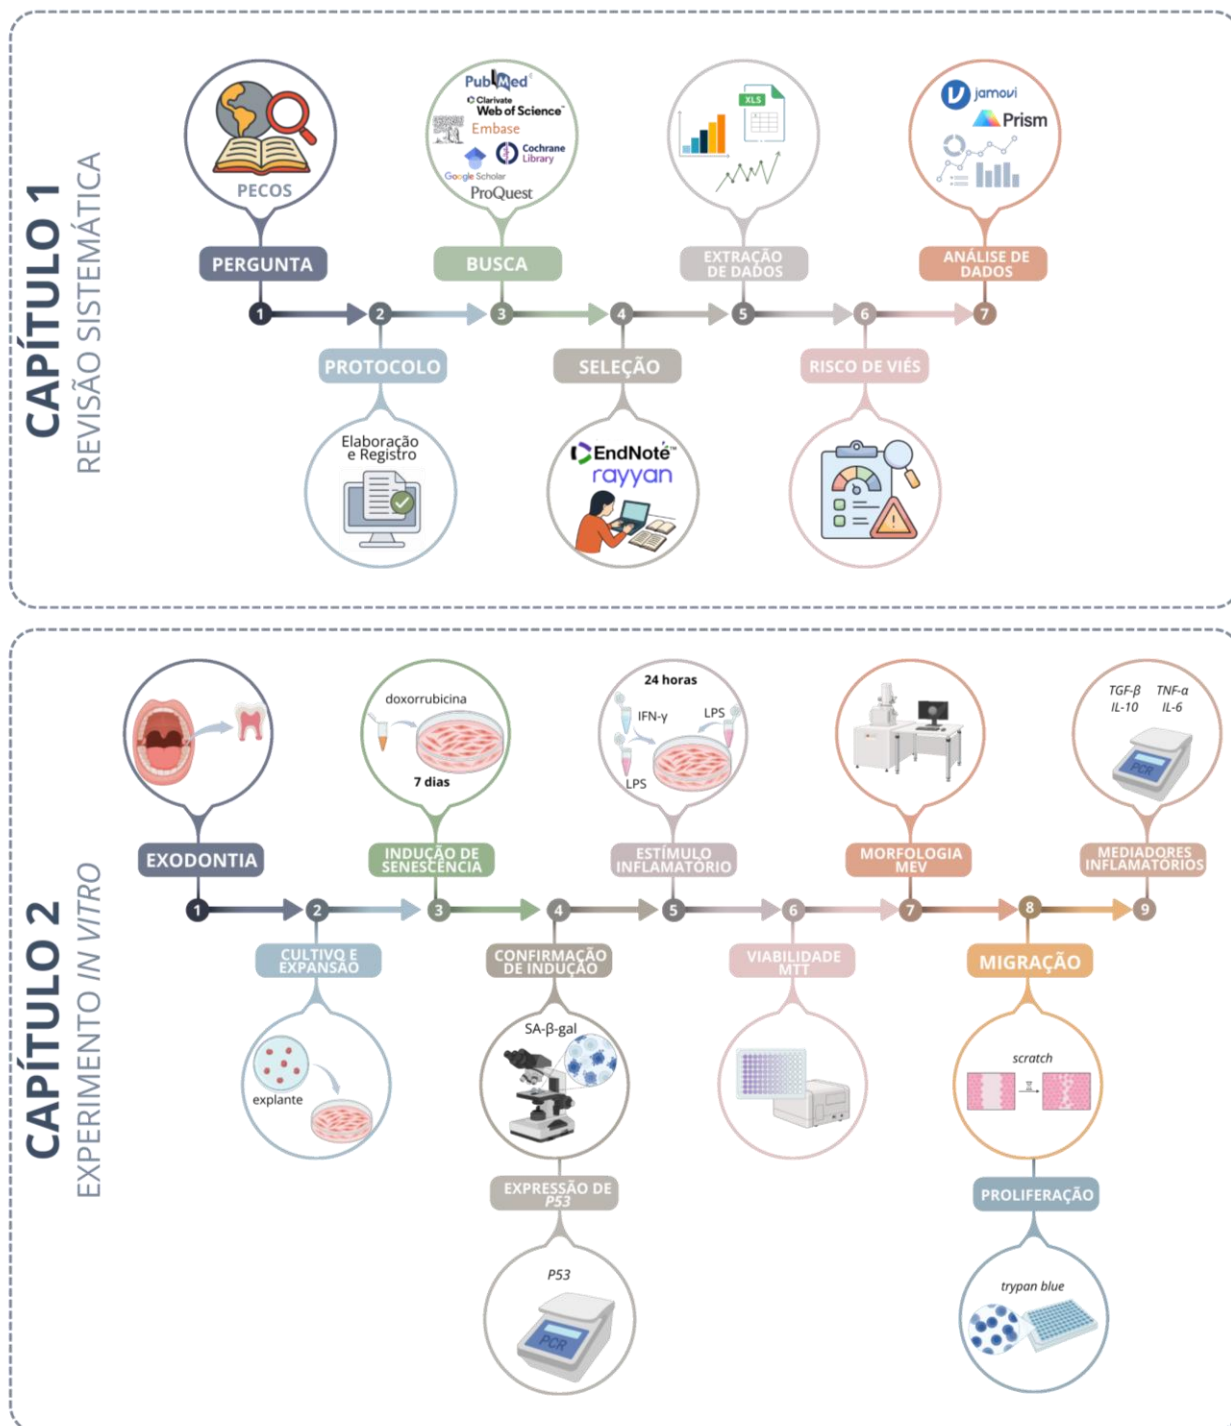 CAPÍTULO 1
REVISÃO SISTEMÁTICA
PECOS
PERGUNTA
1
2
PROTOCOLO
Elaboração
e Registro
PubMed
Clarivate
Web of Science™
Embase
Cochrane
Library
Google Scholar
ProQuest
BUSCA
3
4
SELEÇÃO
EndNote™
rayyan
XLS
EXTRAÇÃO
DE DADOS
5
6
RISCO DE VIÉS
jamovi
Prism
ANÁLISE DE
DADOS
7
CAPÍTULO 2
EXPERIMENTO IN VITRO
EXODONTIA
1
2
CULTIVO E
EXPANSÃO
explante
doxorrubicina
7 dias
INDUÇÃO DE
SENESCÊNCIA
3
4
CONFIRMAÇÃO
DE INDUÇÃO
SA-β-gal
EXPRESSÃO DE
P53
P53
PCR
24 horas
IFN-γ
LPS
LPS
ESTÍMULO
INFLAMATÓRIO
5
6
VIABILIDADE
MTT
MORFOLOGIA
MEV
7
8
MIGRAÇÃO
scratch
PROLIFERAÇÃO
trypan blue
TGF-β TNF-α
IL-10 IL-6
PCR
MEDIADORES
INFLAMATÓRIOS
9